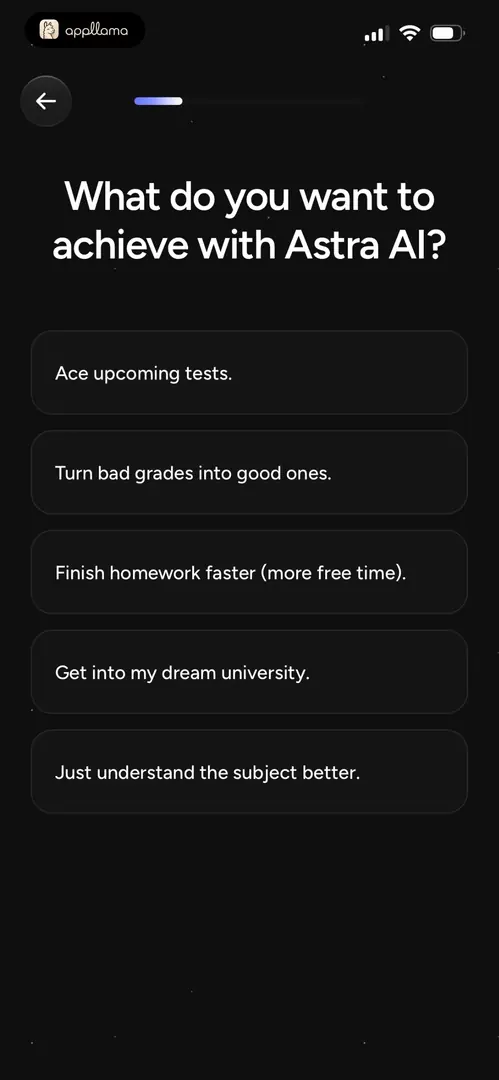 appllama
What do you want to
achieve with Astra AI?
Ace upcoming tests.
Turn bad grades into good ones.
Finish homework faster (more free time).
Get into my dream university.
Just understand the subject better.